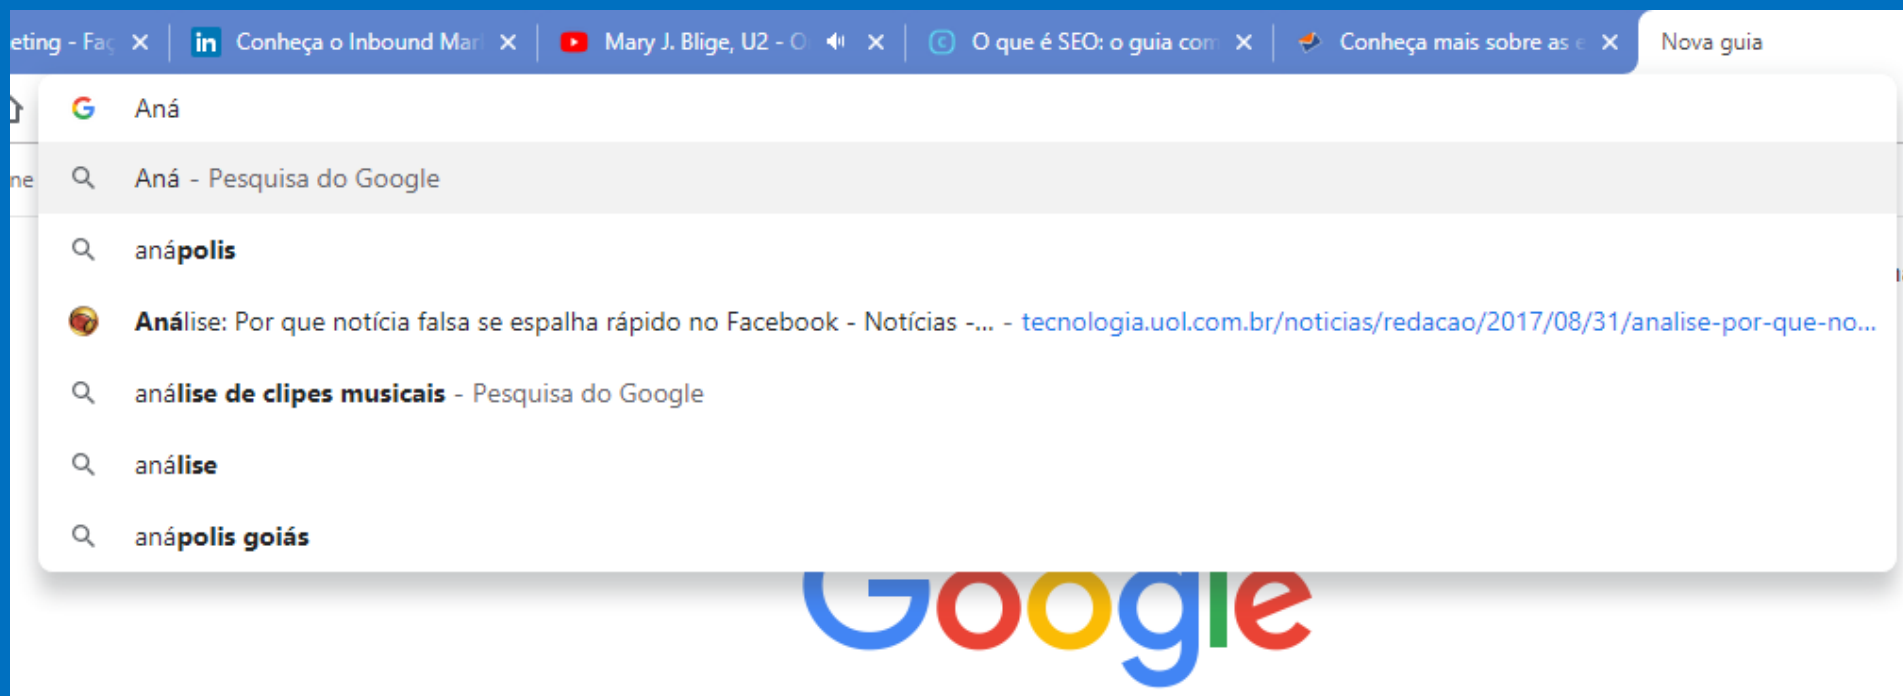 eting - Faç
Conheça o Inbound Mar
Mary J. Blige, U2 - O
O que é SEO: o guia com
Conheça mais sobre as e
Nova guia
Aná
ne
Aná - Pesquisa do Google
anápolis
Análise: Por que notícia falsa se espalha rápido no Facebook - Notícias -... - tecnologia.uol.com.br/noticias/redacao/2017/08/31/analise-por-que-no...
análise de clipes musicais - Pesquisa do Google
análise
anápolis goiás
Google